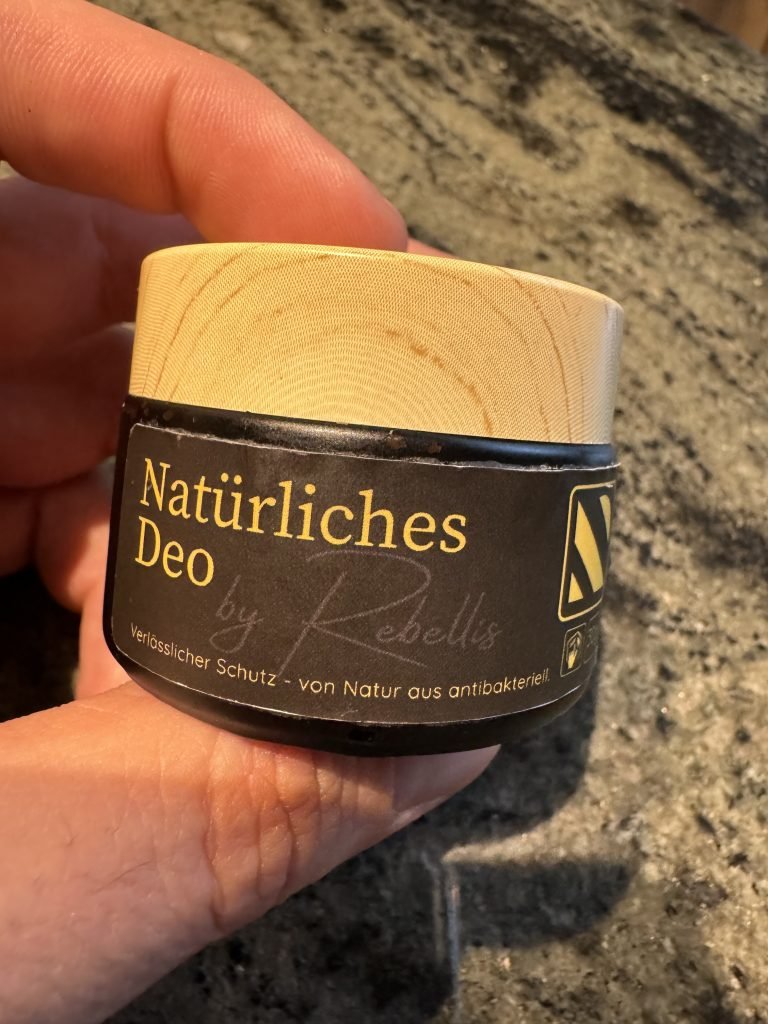 Natürliches
Deo
by Rebellis
Verlässlicher Schutz - von Natur aus antibakteriell.